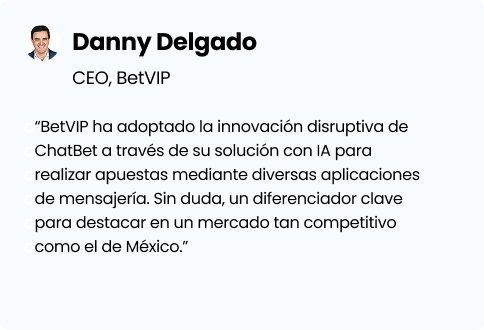 Danny Delgado
CEO, BetVIP
“BetVIP ha adoptado la innovación disruptiva de
ChatBet a través de su solución con IA para
realizar apuestas mediante diversas aplicaciones
de mensajería. Sin duda, un diferenciador clave
para destacar en un mercado tan competitivo
como el de México.”